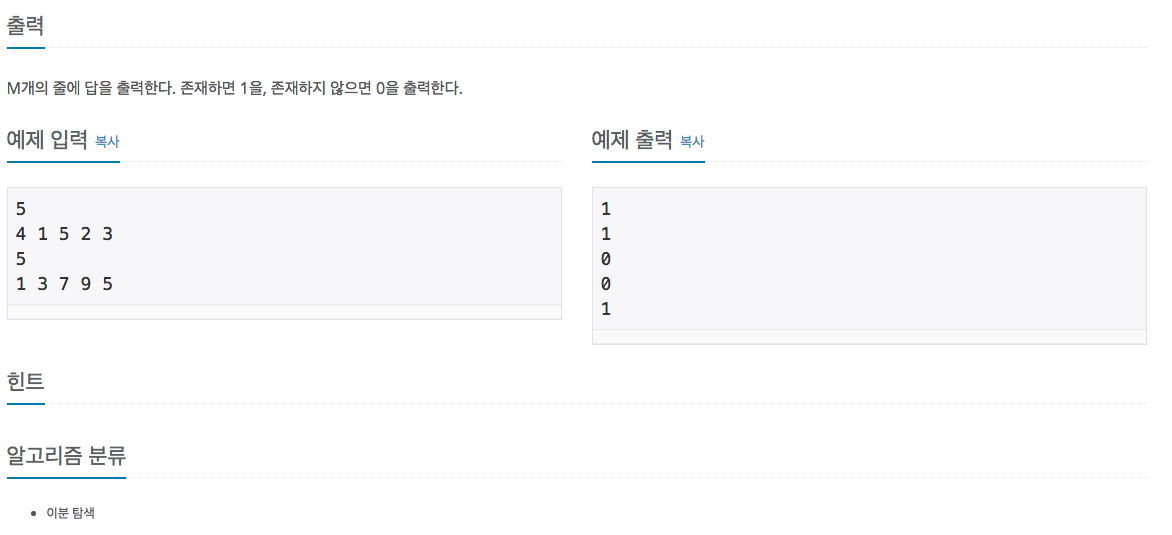 출력
M개의 줄에 답을 출력한다. 존재하면 1을, 존재하지 않으면 0을 출력한다.
예제 입력 복사
5
4 1 5 2 3
5
1 3 7 9 5
예제 출력 복사
1
1
0
0
1
힌트
알고리즘 분류
이분 탐색